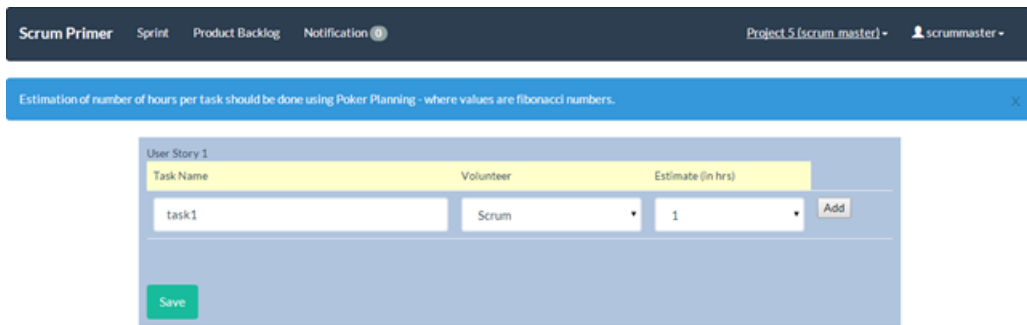 Scrum Primer Sprint Product Backlog Notification 0 Project 5 (scrum master) scrummaster
Estimation of number of hours per task should be done using Poker Planning - where values are fibonacci numbers. x
User Story 1
Task Name Volunteer Estimate (in hrs)
task1 Scrum 1 Add
Save